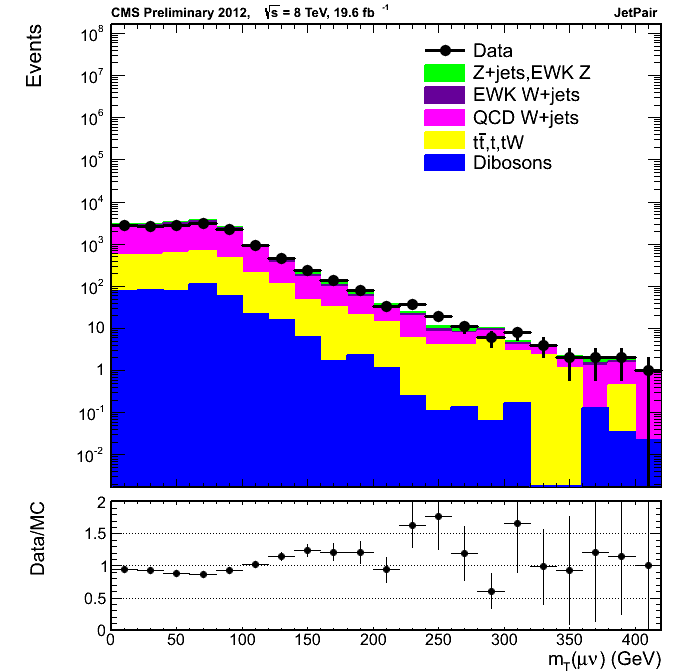 CMS Preliminary 2012, √s = 8 TeV, 19.6 fb⁻¹ JetPair
Events
10⁸
10⁷
10⁶
10⁵
10⁴
10³
10²
10
1
10⁻¹
10⁻²
Data
Z+jets,EWK Z
EWK W+jets
QCD W+jets
tt̄,t,tW
Dibosons
Data/MC
2
1.5
1
0.5
0
0 50 100 150 200 250 300 350 400
m_T(μν) (GeV)